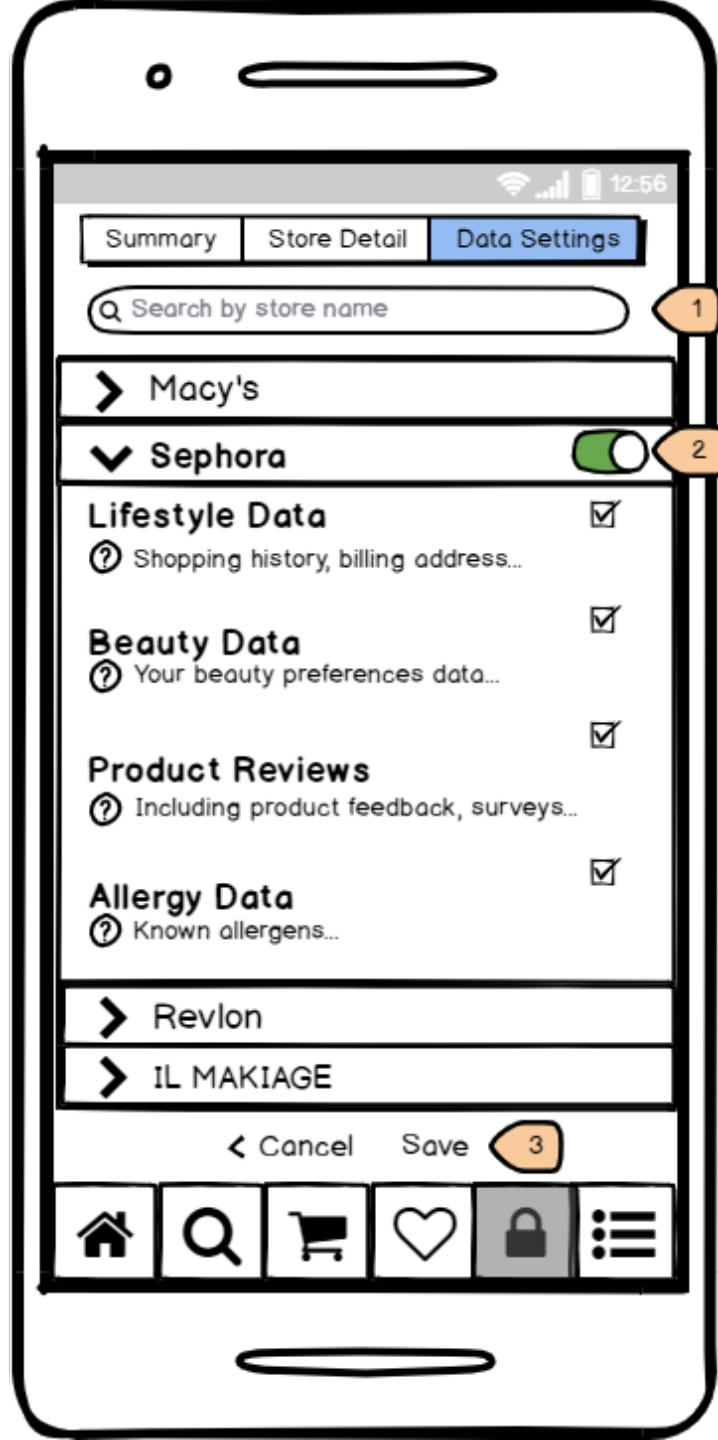 12:56
Summary Store Detail Data Settings
Search by store name
1
Macy's
Sephora
2
Lifestyle Data
? Shopping history, billing address...
Beauty Data
? Your beauty preferences data...
Product Reviews
? Including product feedback, surveys...
Allergy Data
? Known allergens...
Revlon
IL MAKIAGE
< Cancel Save 3